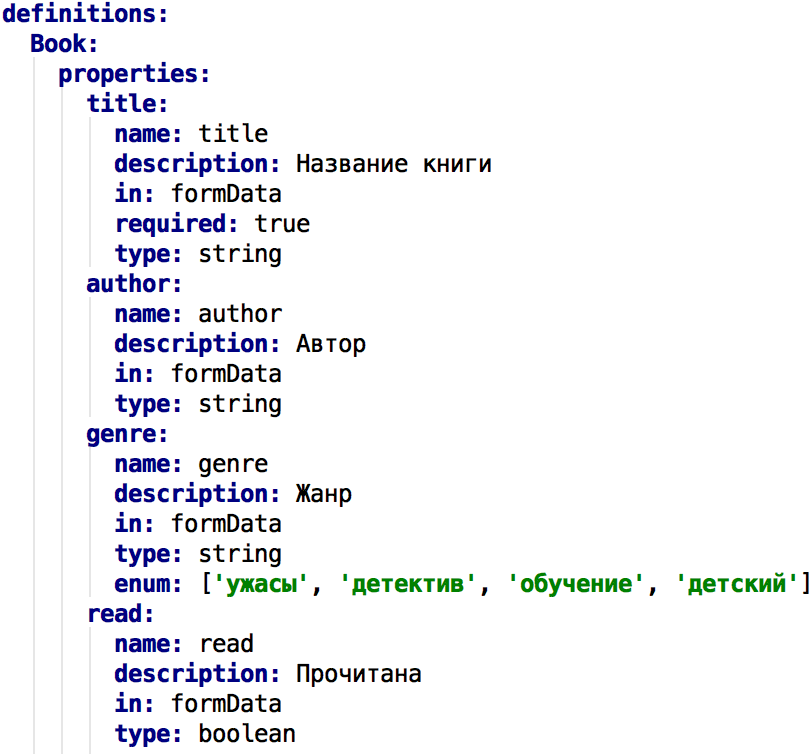 definitions:
  Book:
    properties:
      title:
        name: title
        description: Название книги
        in: formData
        required: true
        type: string
      author:
        name: author
        description: Автор
        in: formData
        type: string
      genre:
        name: genre
        description: Жанр
        in: formData
        type: string
        enum: ['ужасы', 'детектив', 'обучение', 'детский']
      read:
        name: read
        description: Прочитана
        in: formData
        type: boolean